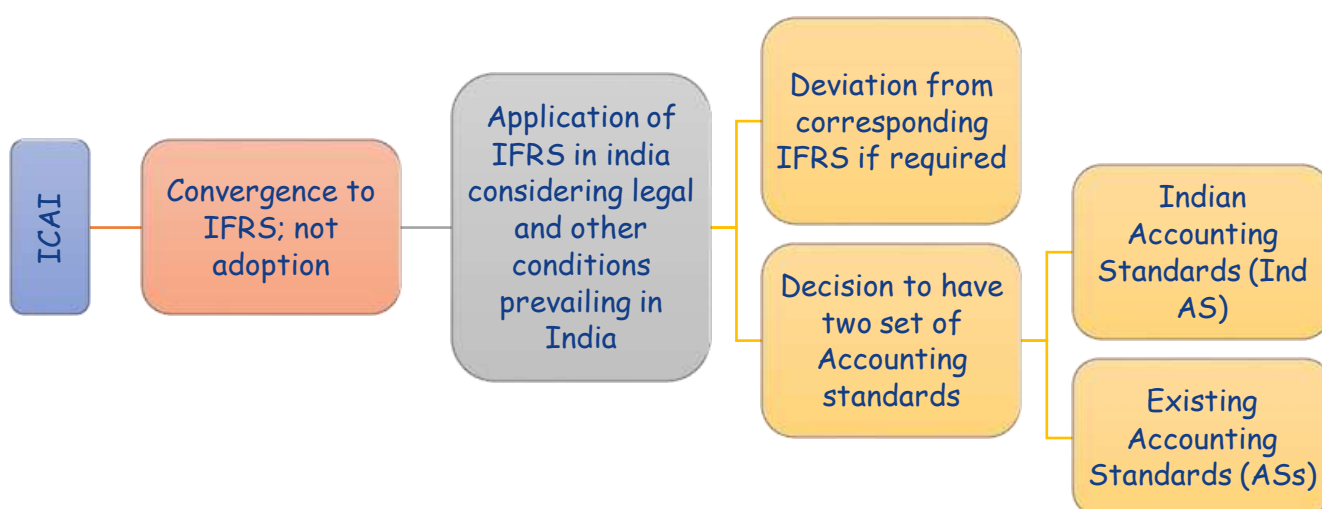 ICAI
Convergence to
IFRS; not
adoption
Application of
IFRS in india
considering legal
and other
conditions
prevailing in
India
Deviation from
corresponding
IFRS if required
Decision to have
two set of
Accounting
standards
Indian
Accounting
Standards (Ind
AS)
Existing
Accounting
Standards (ASs)